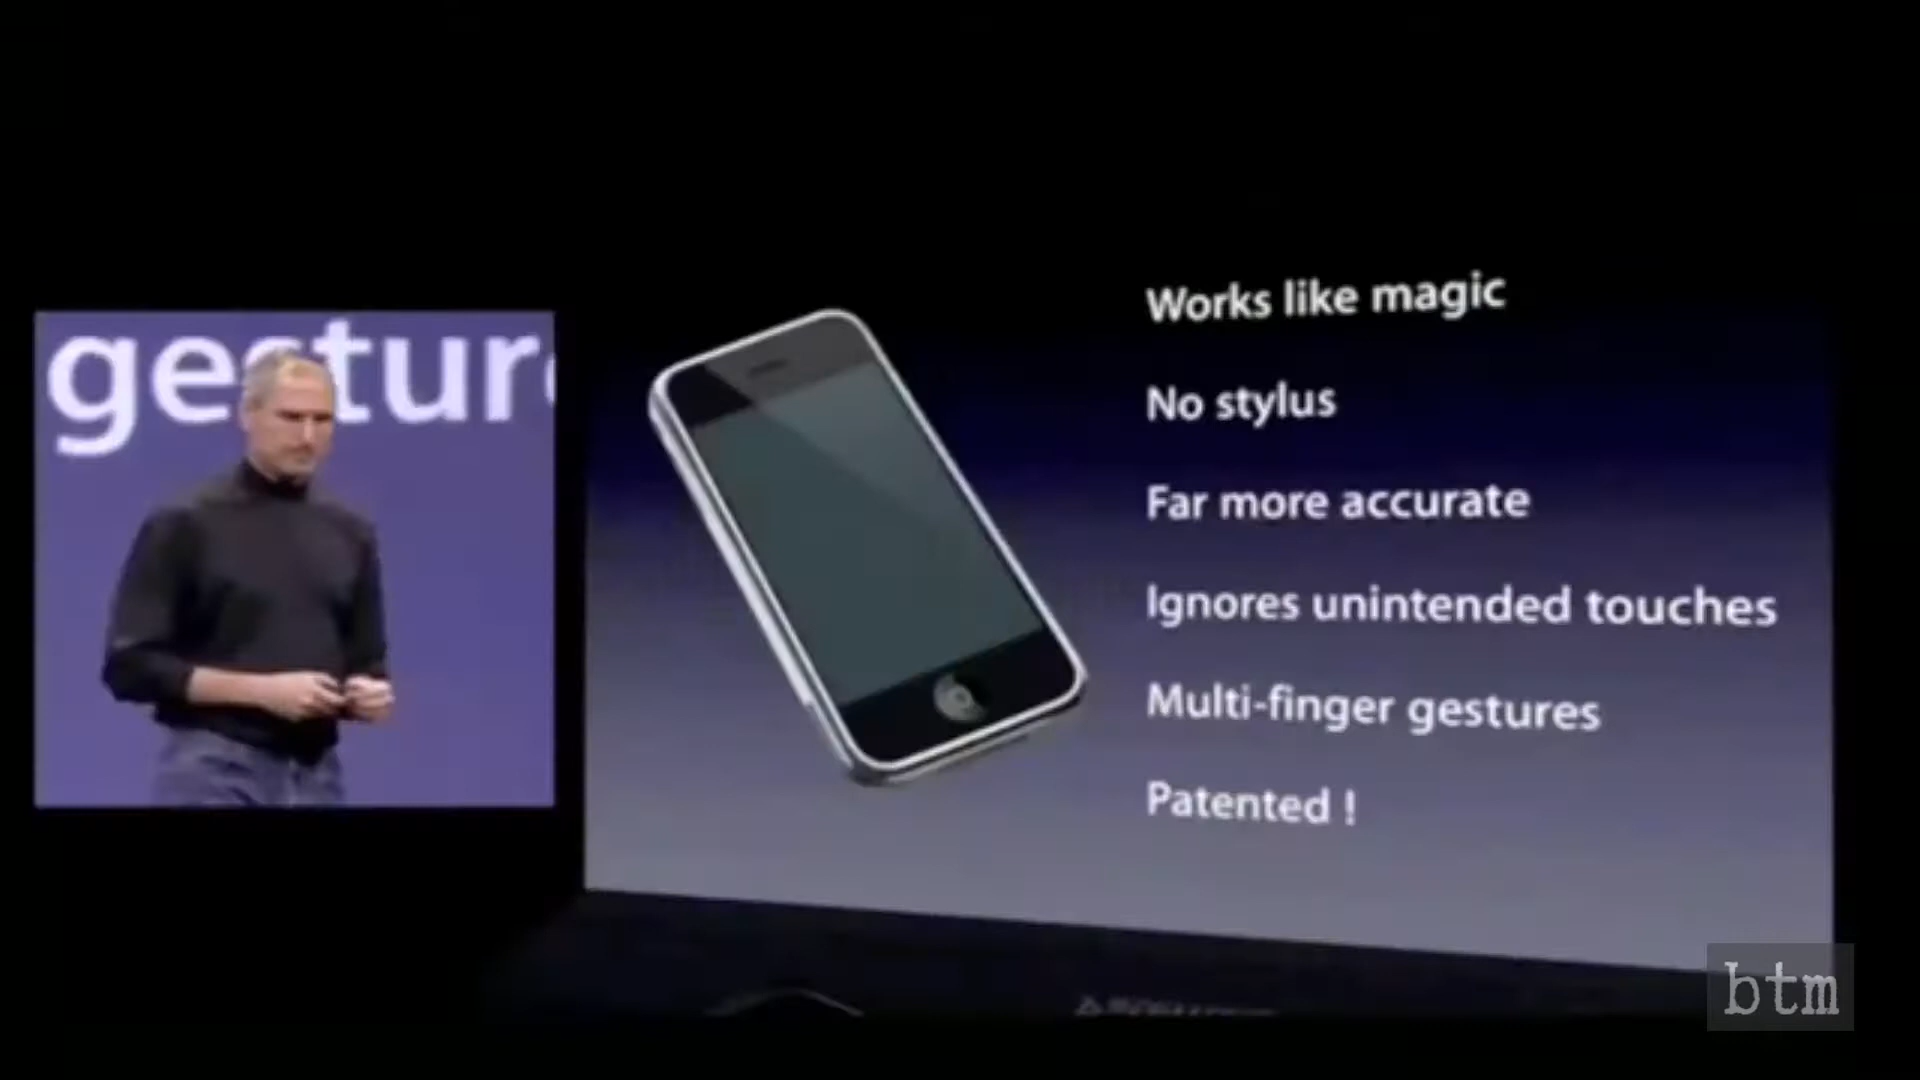 gestur
Works like magic
No stylus
Far more accurate
Ignores unintended touches
Multi-finger gestures
Patented !
btm